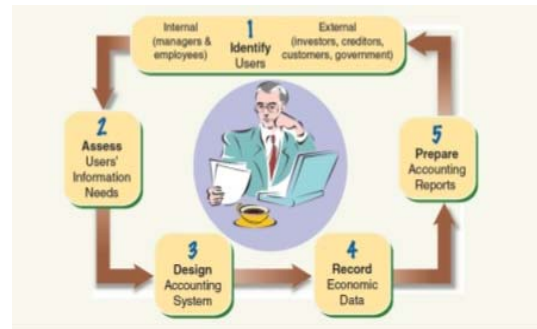 Internal
(managers &
employees)
1
Identify
Users
External
(investors, creditors,
customers, government)
2
Assess
Users'
Information
Needs
3
Design
Accounting
System
4
Record
Economic
Data
5
Prepare
Accounting
Reports